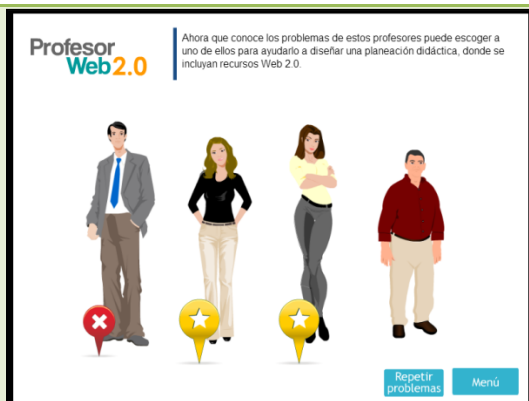 Profesor
Web2.0
Ahora que conoce los problemas de estos profesores puede escoger a
uno de ellos para ayudarlo a diseñar una planeación didáctica, donde se
incluyan recursos Web 2.0.
Repetir
problemas
Menú